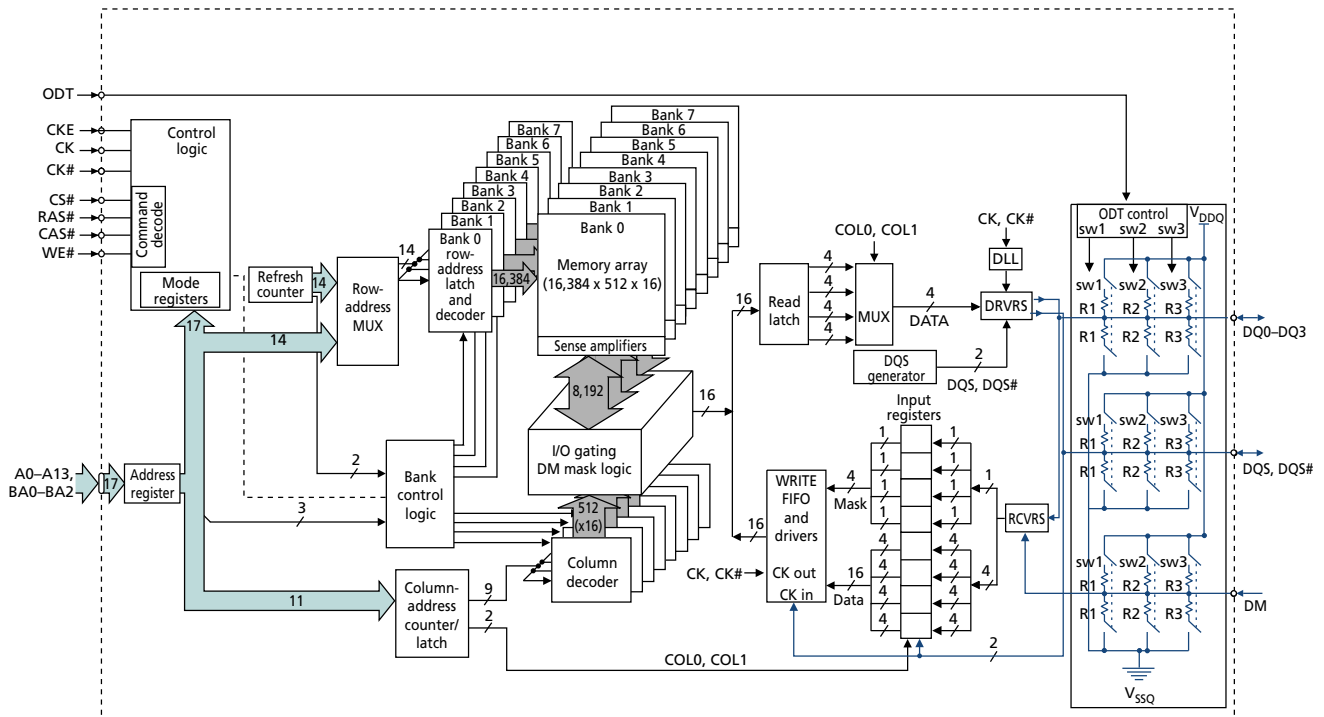 ODT
CKE
CK
CK#
CS#
RAS#
CAS#
WE#
Control
logic
Command
decode
Mode
registers
17
Refresh
counter
14
14
Row-
address
MUX
14
Bank 7
Bank 6
Bank 5
Bank 4
Bank 3
Bank 2
Bank 1
Bank 0
row-
address
latch
and
decoder
16,384
Bank 7
Bank 6
Bank 5
Bank 4
Bank 3
Bank 2
Bank 1
Bank 0
Memory array
(16,384 x 512 x 16)
Sense amplifiers
8,192
I/O gating
DM mask logic
16
512
(x16)
Column
decoder
A0–A13,
BA0–BA2
17
Address
register
2
3
Bank
control
logic
11
Column-
address
counter/
latch
9
2
COL0, COL1
16
Read
latch
4
4
4
4
COL0, COL1
MUX
4
DATA
CK, CK#
DLL
DRVRS
DQS
generator
2
DQS, DQS#
Input
registers
1
1
1
1
4
4
4
4
1
1
1
1
4
4
4
4
1
4
RCVRS
4
Mask
16
Data
WRITE
FIFO
and
drivers
CK out
CK in
16
CK, CK#
2
ODT control
VDDQ
sw1
sw2
sw3
sw1
sw2
sw3
R1
R2
R3
R1
R2
R3
DQ0–DQ3
sw1
sw2
sw3
R1
R2
R3
R1
R2
R3
DQS, DQS#
sw1
sw2
sw3
R1
R2
R3
R1
R2
R3
DM
VSSQ